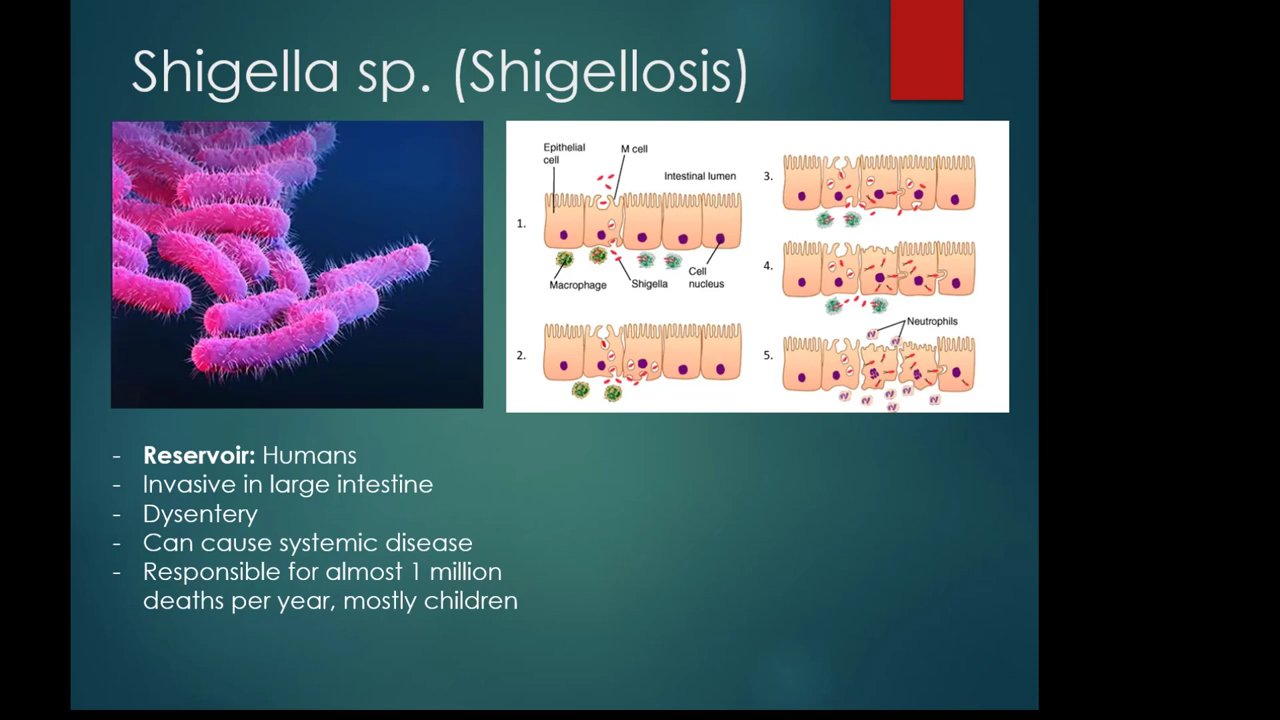 Shigella sp. (Shigellosis)
Epithelial
cell
M cell
Intestinal lumen
1.
Macrophage
Shigella
Cell
nucleus
2.
3.
4.
Neutrophils
5.
- Reservoir: Humans
- Invasive in large intestine
- Dysentery
- Can cause systemic disease
- Responsible for almost 1 million
deaths per year, mostly children